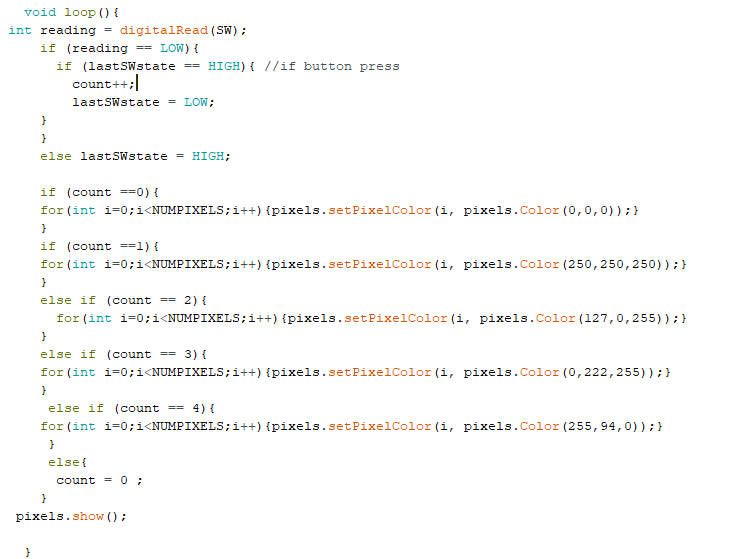 void loop(){
int reading = digitalRead(SW);
if (reading == LOW){
if (lastSWstate == HIGH){ //if button press
count++;
lastSWstate = LOW;
}
}
else lastSWstate = HIGH;
if (count ==0){
for(int i=0;i<NUMPIXELS;i++){pixels.setPixelColor(i, pixels.Color(0,0,0));}
}
if (count ==1){
for(int i=0;i<NUMPIXELS;i++){pixels.setPixelColor(i, pixels.Color(250,250,250));}
}
else if (count == 2){
for(int i=0;i<NUMPIXELS;i++){pixels.setPixelColor(i, pixels.Color(127,0,255));}
}
else if (count == 3){
for(int i=0;i<NUMPIXELS;i++){pixels.setPixelColor(i, pixels.Color(0,222,255));}
}
else if (count == 4){
for(int i=0;i<NUMPIXELS;i++){pixels.setPixelColor(i, pixels.Color(255,94,0));}
}
else{
count = 0 ;
}
pixels.show();
}